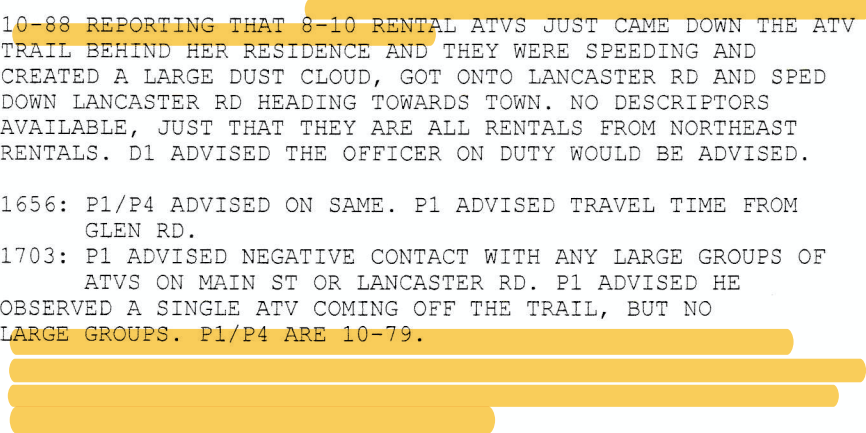 10-88 REPORTING THAT 8-10 RENTAL ATVS JUST CAME DOWN THE ATV
TRAIL BEHIND HER RESIDENCE AND THEY WERE SPEEDING AND
CREATED A LARGE DUST CLOUD, GOT ONTO LANCASTER RD AND SPED
DOWN LANCASTER RD HEADING TOWARDS TOWN. NO DESCRIPTORS
AVAILABLE, JUST THAT THEY ARE ALL RENTALS FROM NORTHEAST
RENTALS. D1 ADVISED THE OFFICER ON DUTY WOULD BE ADVISED.
1656: P1/P4 ADVISED ON SAME. P1 ADVISED TRAVEL TIME FROM
GLEN RD.
1703: P1 ADVISED NEGATIVE CONTACT WITH ANY LARGE GROUPS OF
ATVS ON MAIN ST OR LANCASTER RD. P1 ADVISED HE
OBSERVED A SINGLE ATV COMING OFF THE TRAIL, BUT NO
LARGE GROUPS. P1/P4 ARE 10-79.